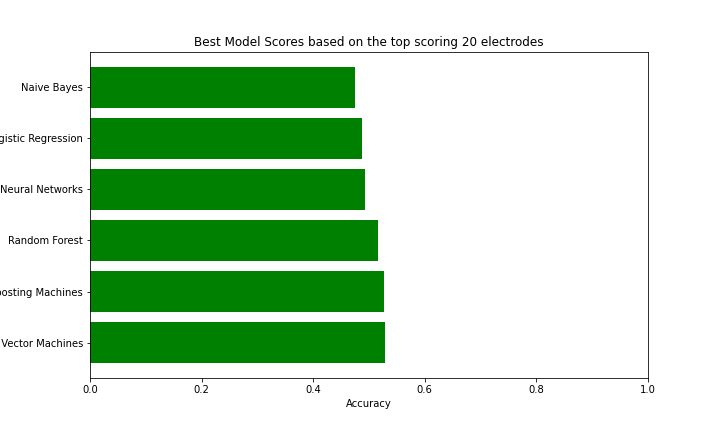 Best Model Scores based on the top scoring 20 electrodes
Naive Bayes
gistic Regression
Neural Networks
Random Forest
osting Machines
Vector Machines
0.0 0.2 0.4 0.6 0.8 1.0
Accuracy